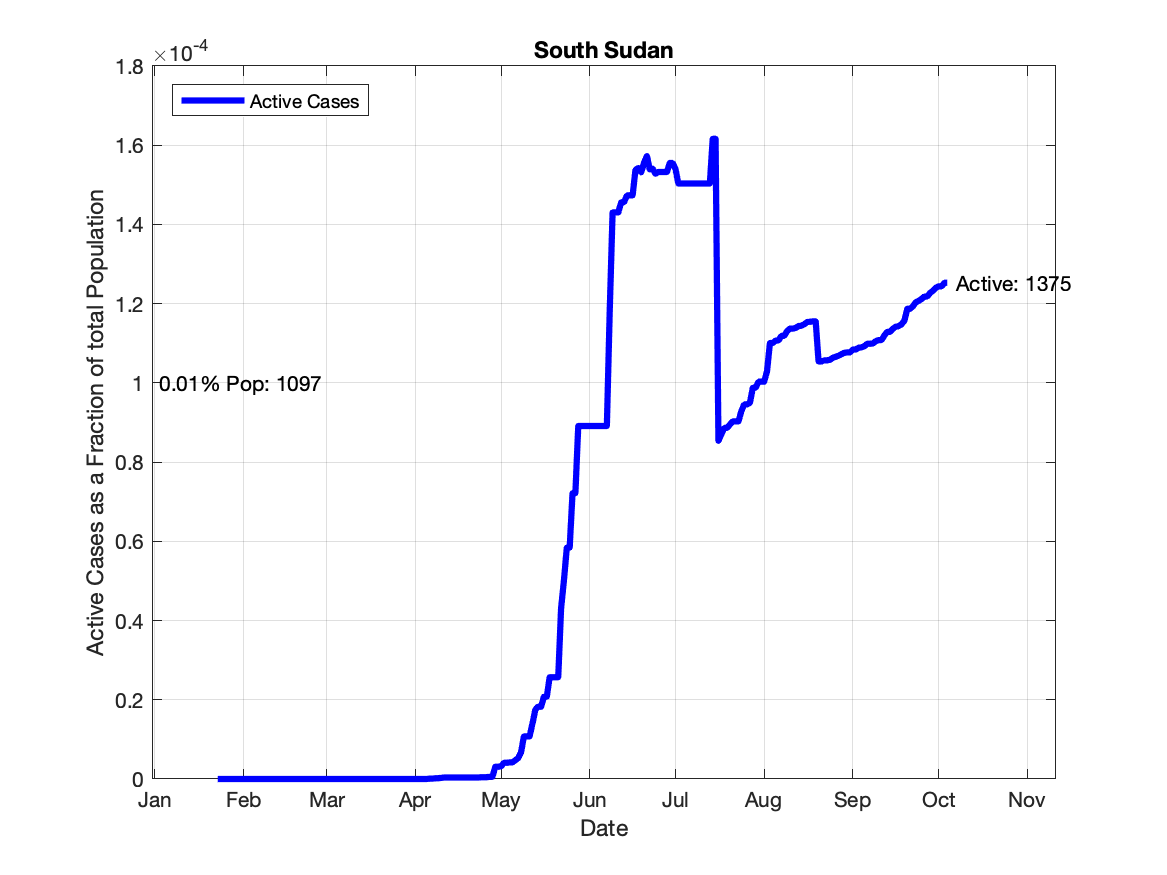 South Sudan
×10-4
Active Cases
1.8
1.6
1.4
1.2
1
0.8
0.6
0.4
0.2
0
Active Cases as a Fraction of total Population
0.01% Pop: 1097
Active: 1375
Jan Feb Mar Apr May Jun Jul Aug Sep Oct Nov
Date